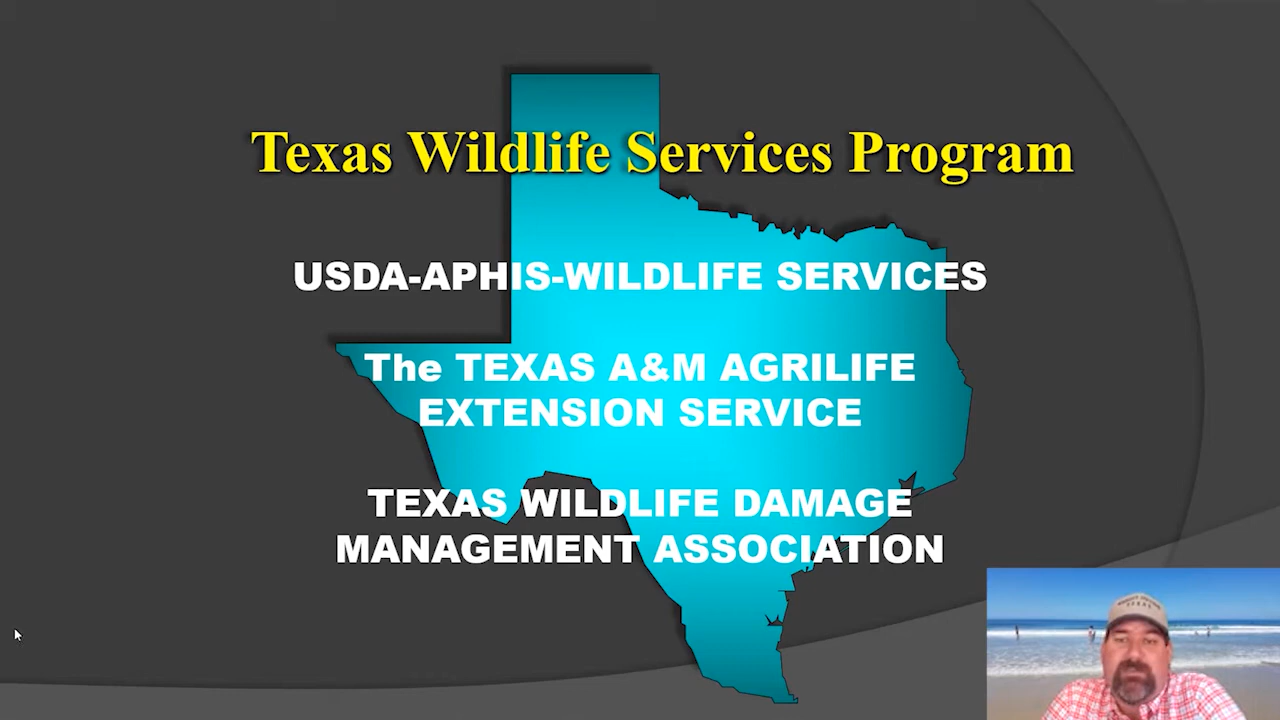 Texas Wildlife Services Program
USDA-APHIS-WILDLIFE SERVICES
The TEXAS A&M AGRILIFE
EXTENSION SERVICE
TEXAS WILDLIFE DAMAGE
MANAGEMENT ASSOCIATION